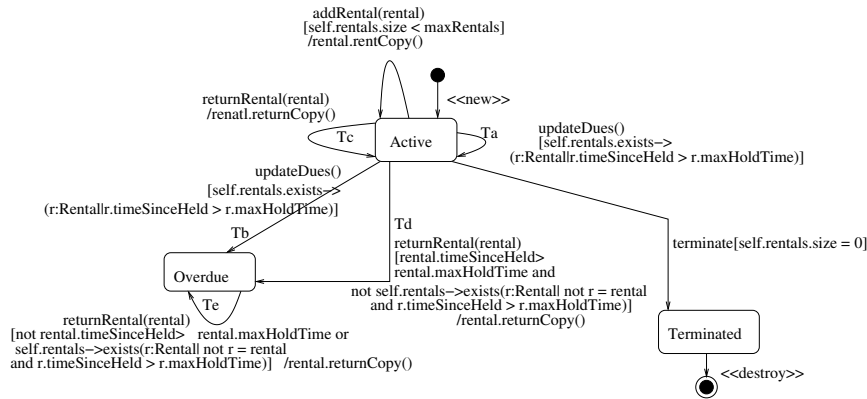 addRental(rental)
[self.rentals.size < maxRentals]
/rental.rentCopy()
<<new>>
returnRental(rental)
/renatl.returnCopy()
Tc
Active
Ta
updateDues()
[self.rentals.exists->
(r:Rental|r.timeSinceHeld > r.maxHoldTime)]
updateDues()
[self.rentals.exists->
(r:Rental|r.timeSinceHeld > r.maxHoldTime)]
Tb
Td
returnRental(rental)
[rental.timeSinceHeld>
rental.maxHoldTime and
not self.rentals->exists(r:Rental| not r = rental
and r.timeSinceHeld > r.maxHoldTime)]
/rental.returnCopy()
terminate[self.rentals.size = 0]
Overdue
Te
returnRental(rental)
[not rental.timeSinceHeld> rental.maxHoldTime or
self.rentals->exists(r:Rental| not r = rental
and r.timeSinceHeld > r.maxHoldTime)] /rental.returnCopy()
Terminated
<<destroy>>